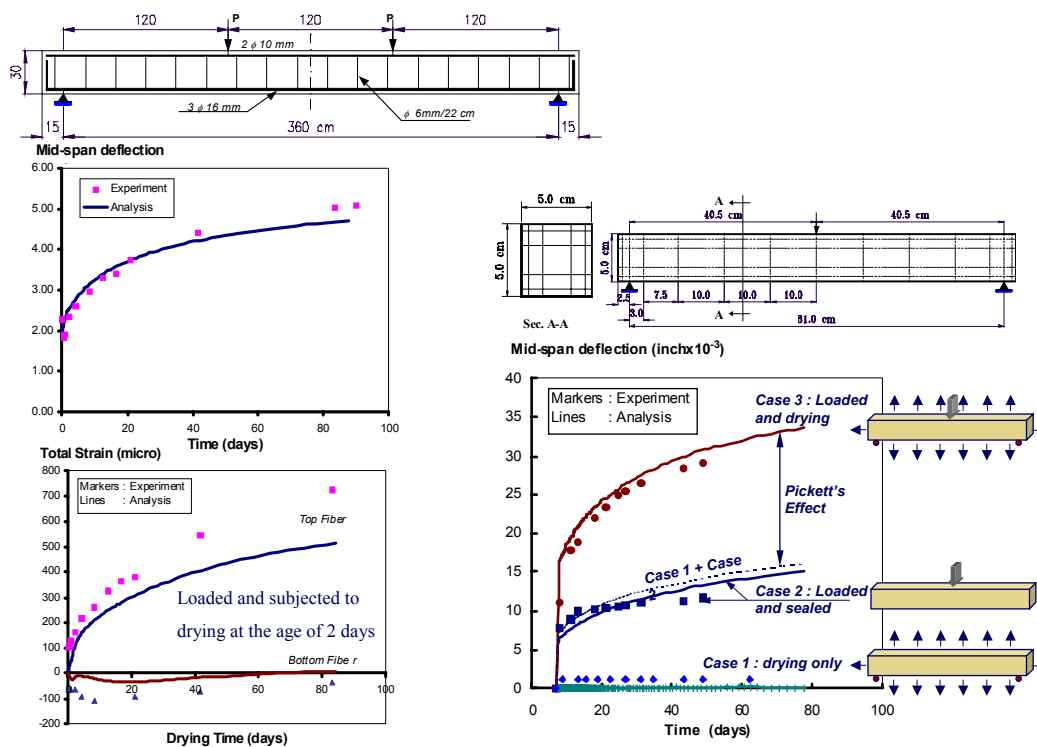 120
120
120
P
P
2 ϕ 10 mm
30
3 ϕ 16 mm
ϕ 6mm/22 cm
15
360 cm
15
Mid-span deflection
6.00
5.00
4.00
3.00
2.00
1.00
0.00
Experiment
Analysis
0
20
40
60
80
100
Time (days)
Total Strain (micro)
800
700
600
500
400
300
200
100
0
-100
-200
Markers : Experiment
Lines : Analysis
Top Fiber
Loaded and subjected to
drying at the age of 2 days
Bottom Fibe r
0
20
40
60
80
100
Drying Time (days)
5.0 cm
5.0 cm
Sec. A-A
A
40.5 cm
40.5 cm
5.0 cm
7.5
10.0
10.0
10.0
3.0
A
81.0 cm
Mid-span deflection (inchx10⁻³)
40
35
30
25
20
15
10
5
0
Markers : Experiment
Lines : Analysis
Case 3 : Loaded
and drying
Pickett's
Effect
Case 1 + Case
Case 2 : Loaded
and sealed
Case 1 : drying only
0
20
40
60
80
100
Time (days)